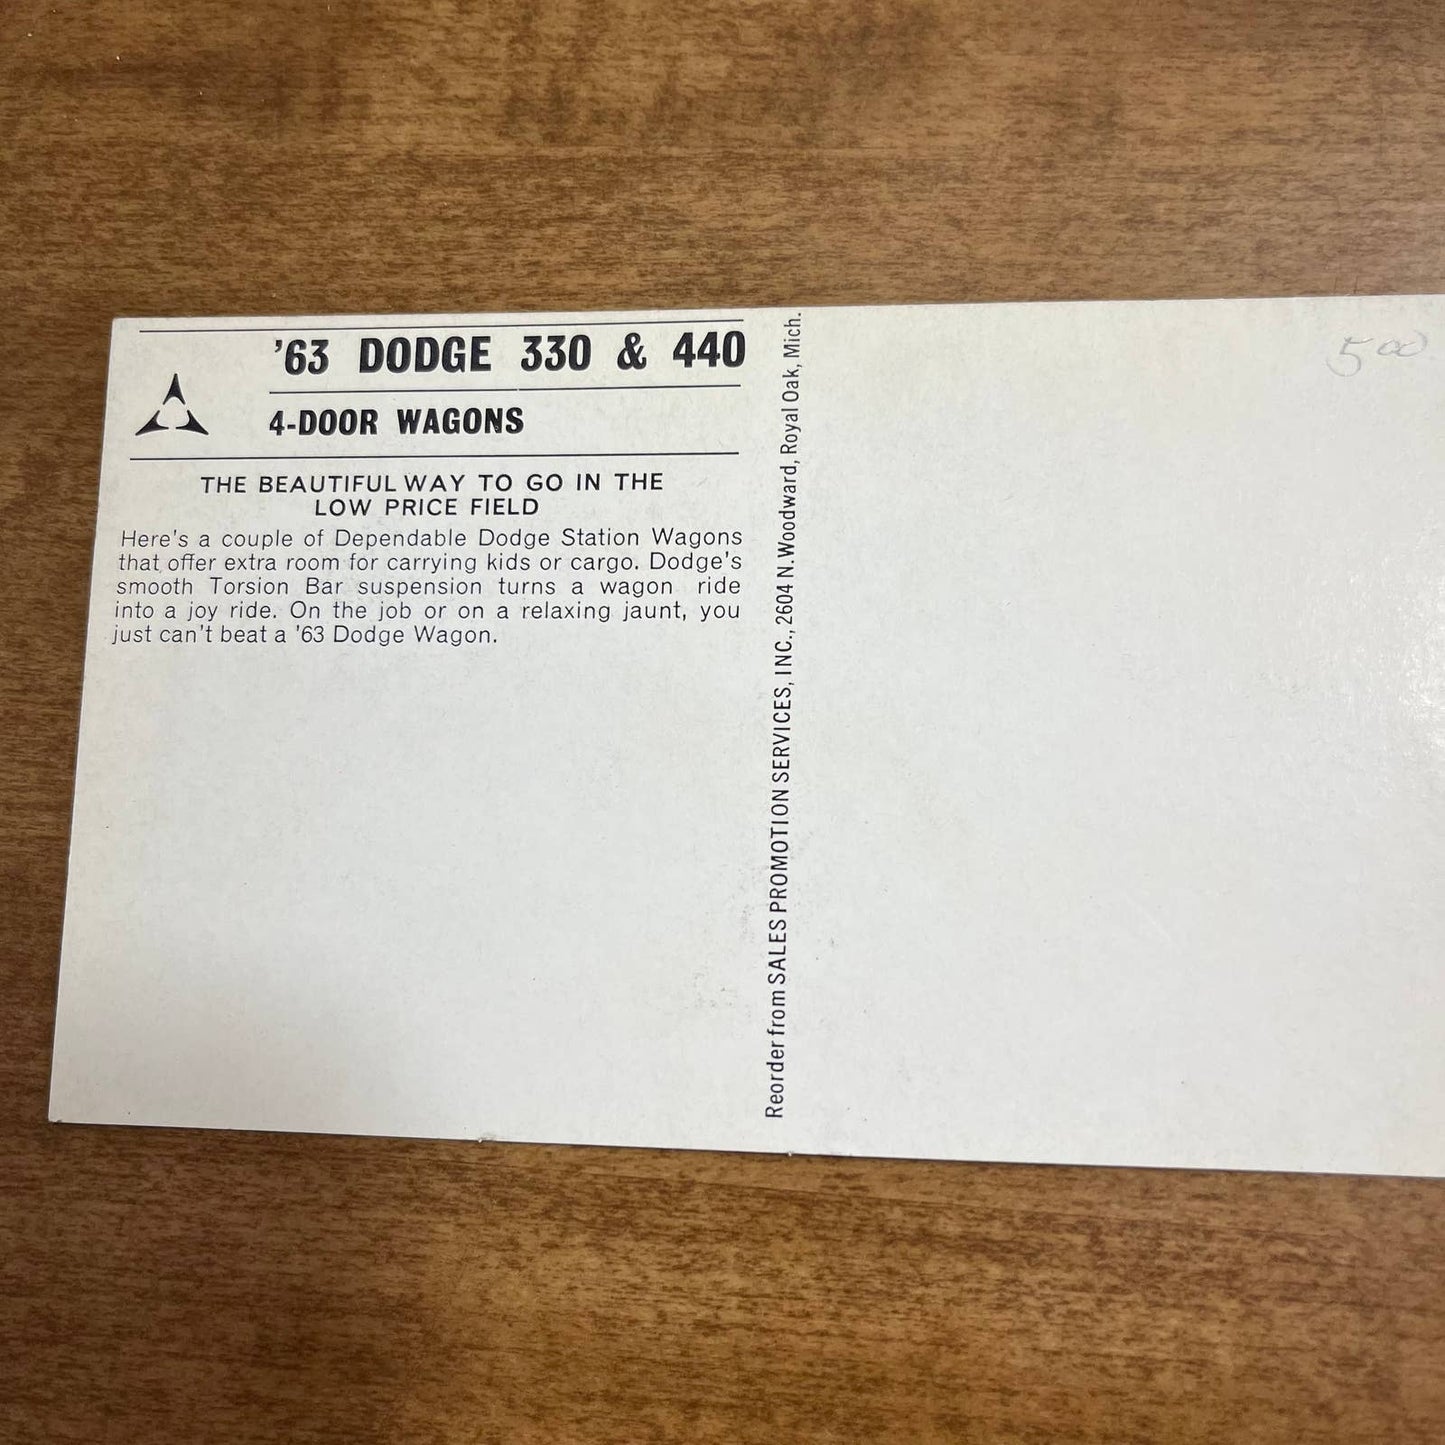 '63 DODGE 330 & 440
4-DOOR WAGONS
THE BEAUTIFUL WAY TO GO IN THE
LOW PRICE FIELD
Here's a couple of Dependable Dodge Station Wagons
that offer extra room for carrying kids or cargo. Dodge's
smooth Torsion Bar suspension turns a wagon ride
into a joy ride. On the job or on a relaxing jaunt, you
just can't beat a '63 Dodge Wagon.
Reorder from SALES PROMOTION SERVICES, INC., 2604 N. Woodward, Royal Oak, Mich.
5 00